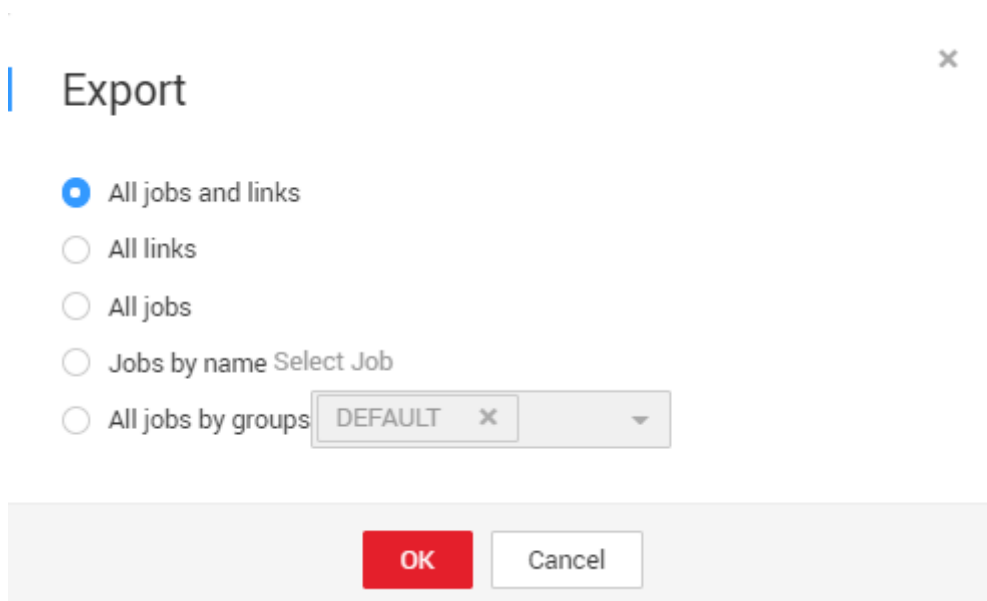 Export
All jobs and links
All links
All jobs
Jobs by name Select Job
All jobs by groups DEFAULT
OK Cancel